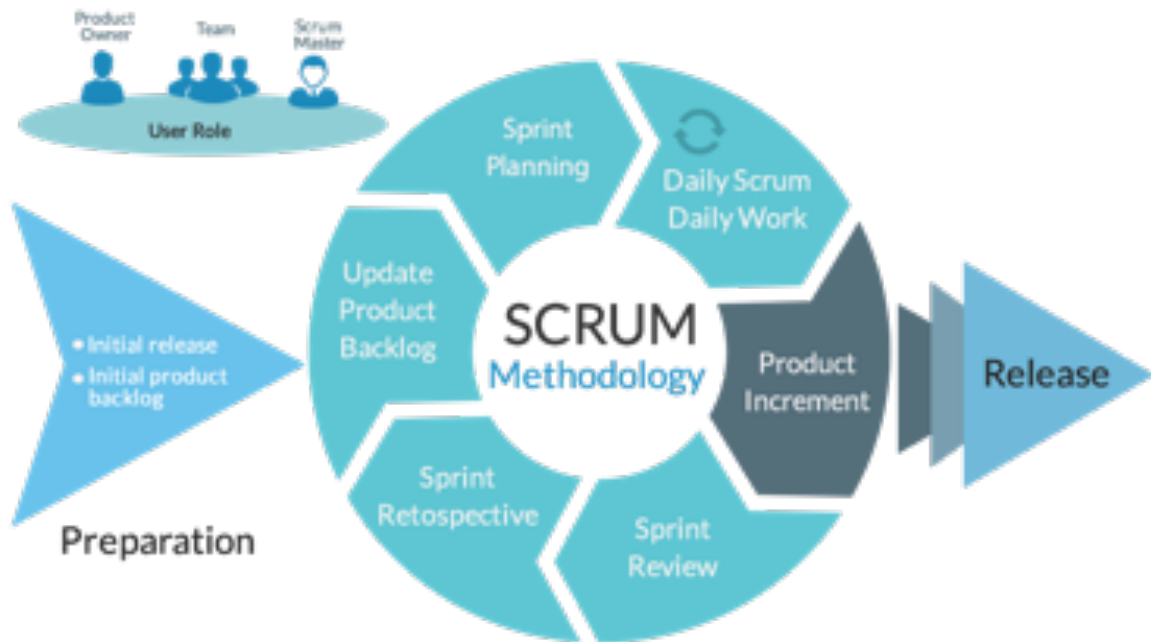 Product
Owner
Team
Scrum
Master
User Role
Sprint
Planning
Daily Scrum
Daily Work
Update
Product
Backlog
• Initial release
• Initial product
backlog
SCRUM
Methodology
Product
Increment
Release
Sprint
Retospective
Sprint
Review
Preparation